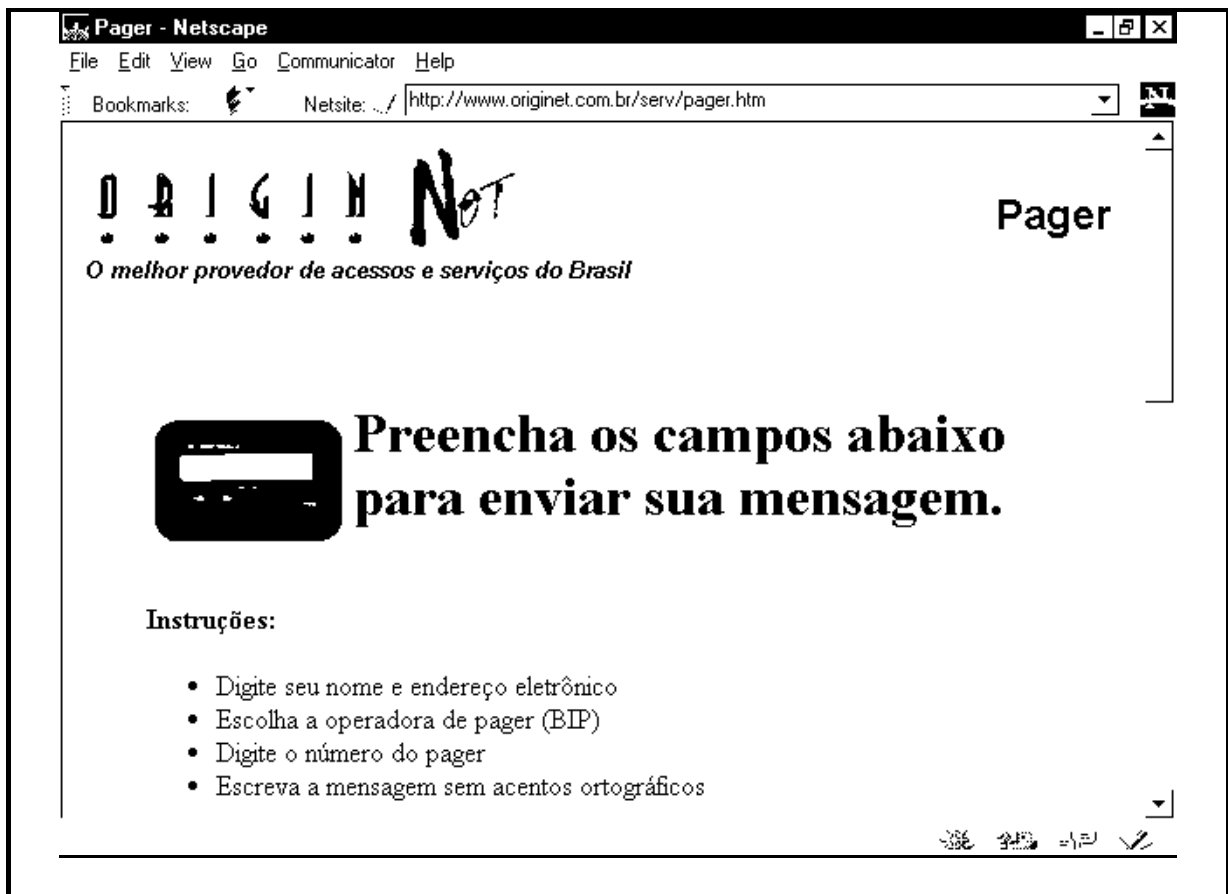 Pager - Netscape
File Edit View Go Communicator Help
Bookmarks: Netsite: http://www.originet.com.br/serv/pager.htm
N
ORIGIN NET
Pager
O melhor provedor de acessos e serviços do Brasil
Preencha os campos abaixo
para enviar sua mensagem.
Instruções:
• Digite seu nome e endereço eletrônico
• Escolha a operadora de pager (BIP)
• Digite o número do pager
• Escreva a mensagem sem acentos ortográficos